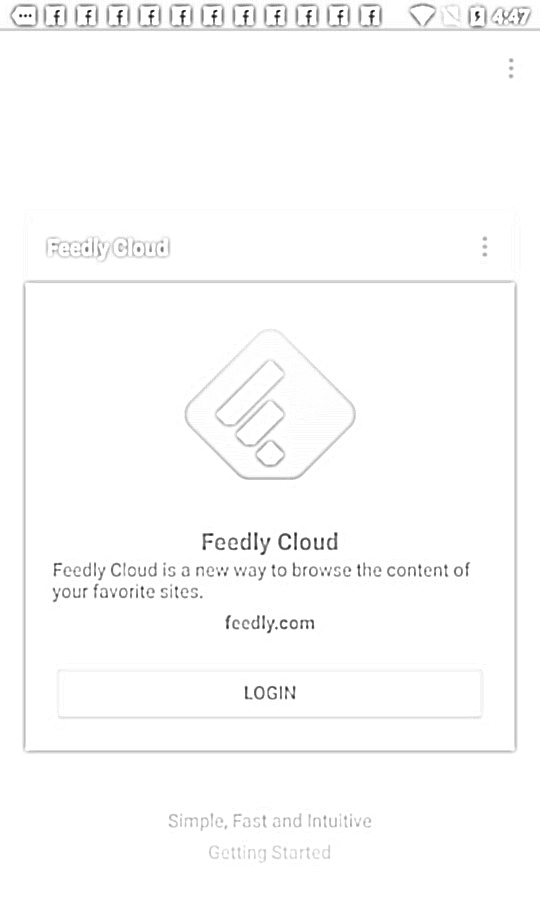 4:47
Feedly Cloud
Feedly Cloud
Feedly Cloud is a new way to browse the content of
your favorite sites.
feedly.com
LOGIN
Simple, Fast and Intuitive
Getting Started